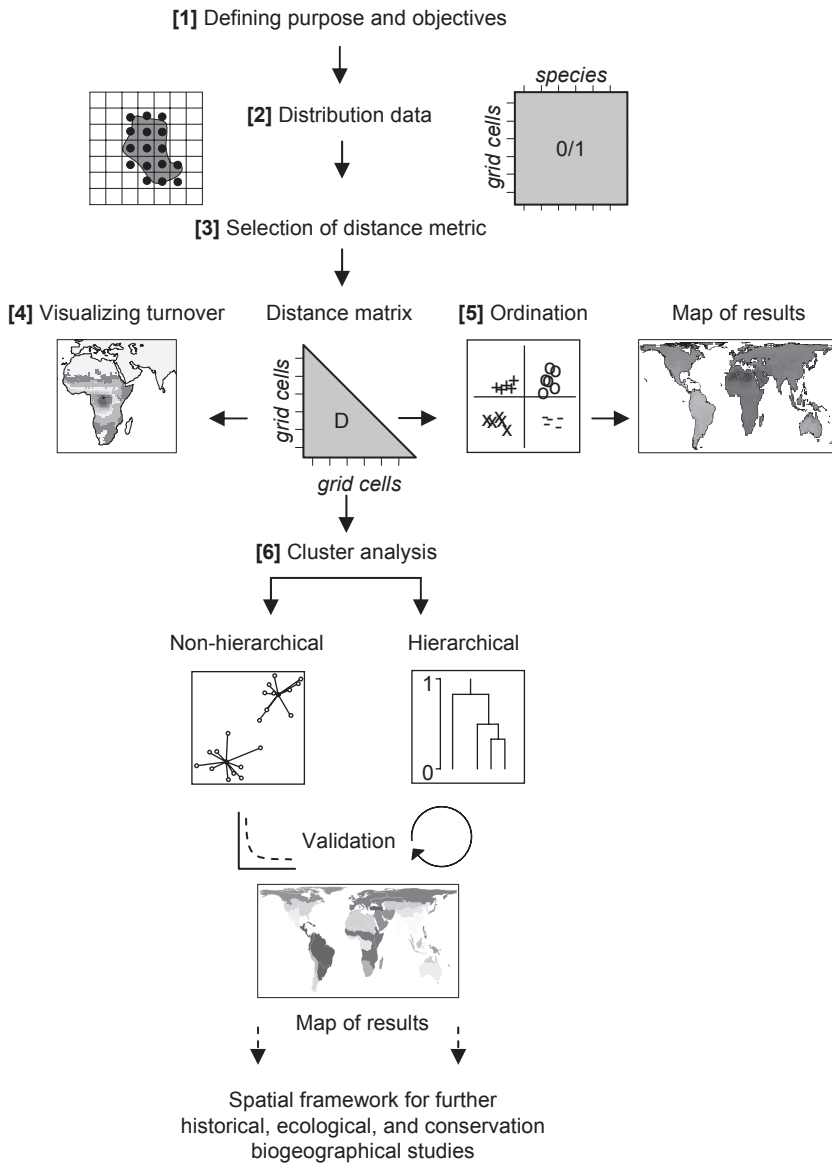 [1] Defining purpose and objectives
species
[2] Distribution data
grid cells
0/1
[3] Selection of distance metric
[4] Visualizing turnover
Distance matrix
[5] Ordination
Map of results
grid cells
D
grid cells
[6] Cluster analysis
Non-hierarchical
Hierarchical
1
0
Validation
Map of results
Spatial framework for further
historical, ecological, and conservation
biogeographical studies